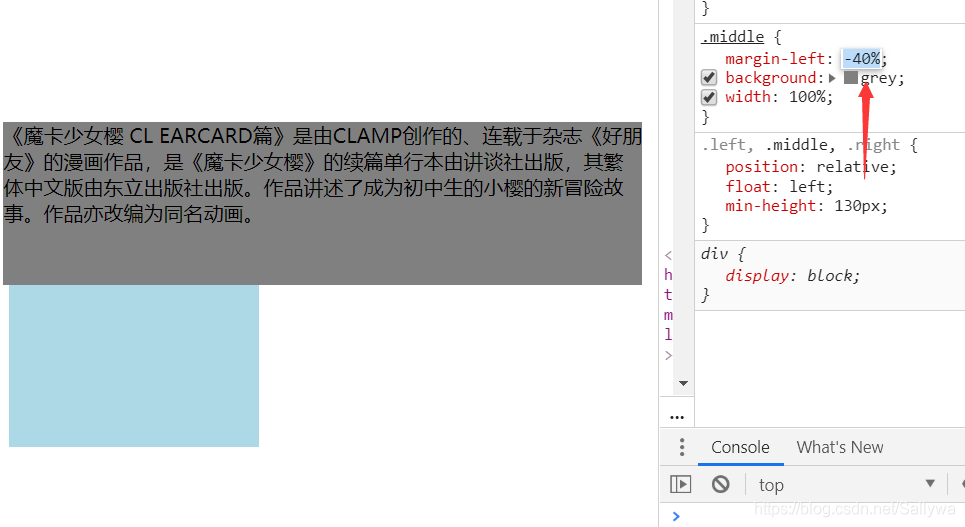 《魔卡少女樱 CL EARCARD篇》是由CLAMP创作的、连载于杂志《好朋
友》的漫画作品，是《魔卡少女樱》的续篇单行本由讲谈社出版，其繁
体中文版由东立出版社出版。作品讲述了成为初中生的小樱的新冒险故
事。作品亦改编为同名动画。
}
.middle {
margin-left: -40%;
background: grey;
width: 100%;
}
.left, .middle, .right {
position: relative;
float: left;
min-height: 130px;
}
div {
display: block;
}
<
h
t
m
l
>
...
Console What's New
top
https://blog.csdn.net/Sallywa